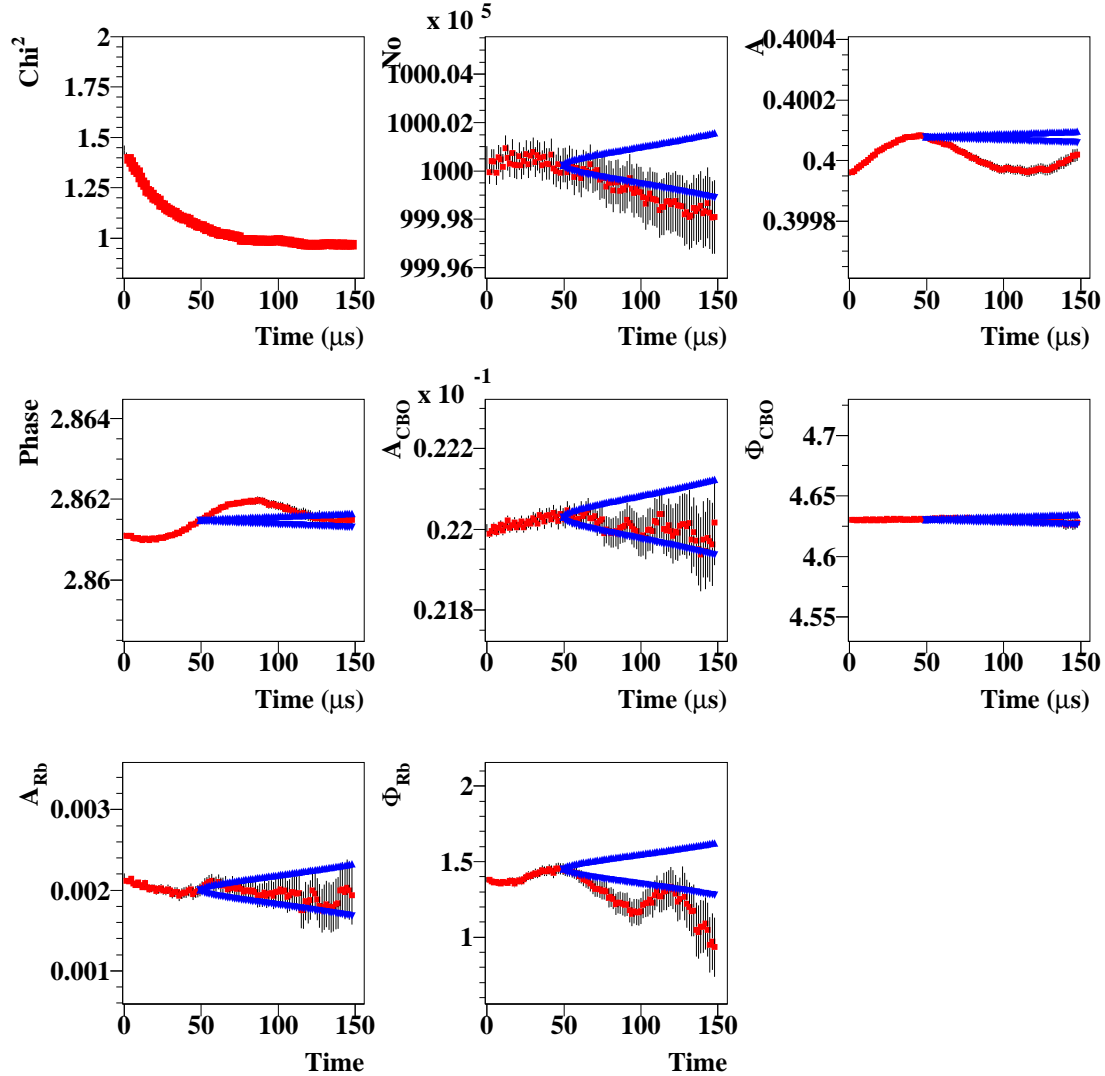 Chi²
2
1.75
1.5
1.25
1
0 50 100 150
Time (μs)
x 10⁵
No
1000.04
1000.02
1000
999.98
999.96
0 50 100 150
Time (μs)
A
0.4004
0.4002
0.4
0.3998
0 50 100 150
Time (μs)
Phase
2.864
2.862
2.86
0 50 100 150
Time (μs)
x 10⁻¹
A_CBO
0.222
0.22
0.218
0 50 100 150
Time (μs)
Φ_CBO
4.7
4.65
4.6
4.55
0 50 100 150
Time (μs)
A_Rb
0.003
0.002
0.001
0 50 100 150
Time
Φ_Rb
2
1.5
1
0 50 100 150
Time